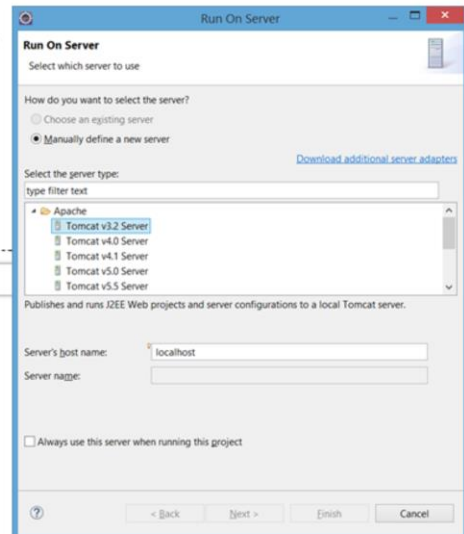 Run On Server
Run On Server
Select which server to use
How do you want to select the server?
Choose an existing server
Manually define a new server
Download additional server adapters
Select the server type:
type filter text
Apache
Tomcat v3.2 Server
Tomcat v4.0 Server
Tomcat v4.1 Server
Tomcat v5.0 Server
Tomcat v5.5 Server
Publishes and runs J2EE Web projects and server configurations to a local Tomcat server.
Server's host name: localhost
Server name:
Always use this server when running this project
? < Back Next > Finish Cancel